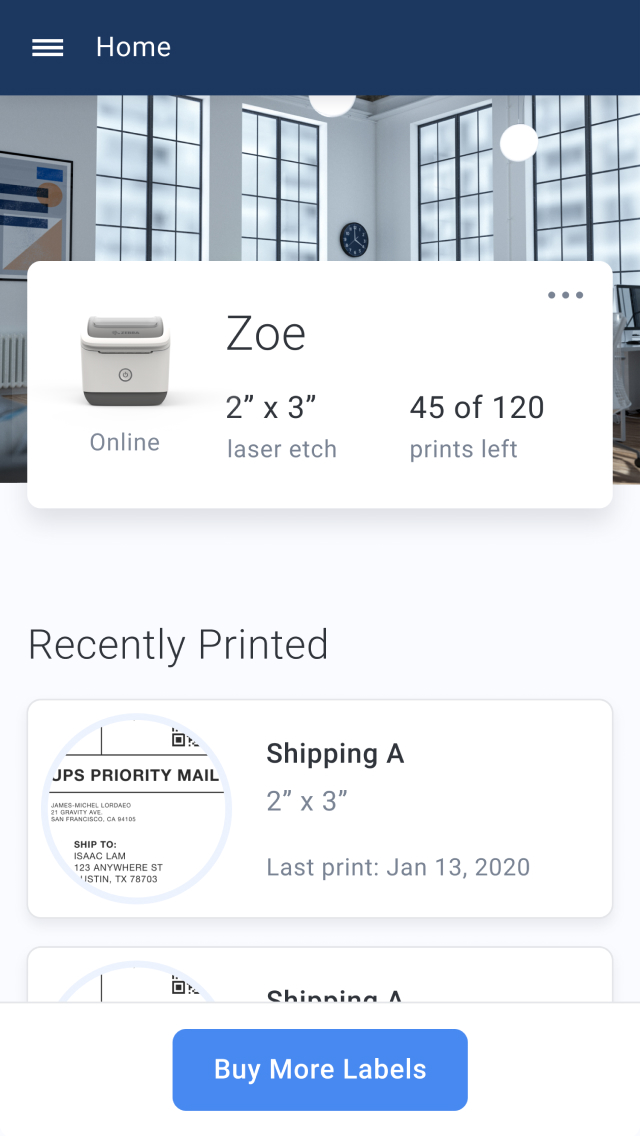 Home
Zoe
2” x 3”
laser etch
45 of 120
prints left
Online
Recently Printed
UPS PRIORITY MAIL
JAMES-MICHEL LORDAEO
21 GRAVITY AVE.
SAN FRANCISCO, CA 94105
SHIP TO:
ISAAC LAM
123 ANYWHERE ST
USTIN, TX 78703
Shipping A
2” x 3”
Last print: Jan 13, 2020
Shipping A
Buy More Labels